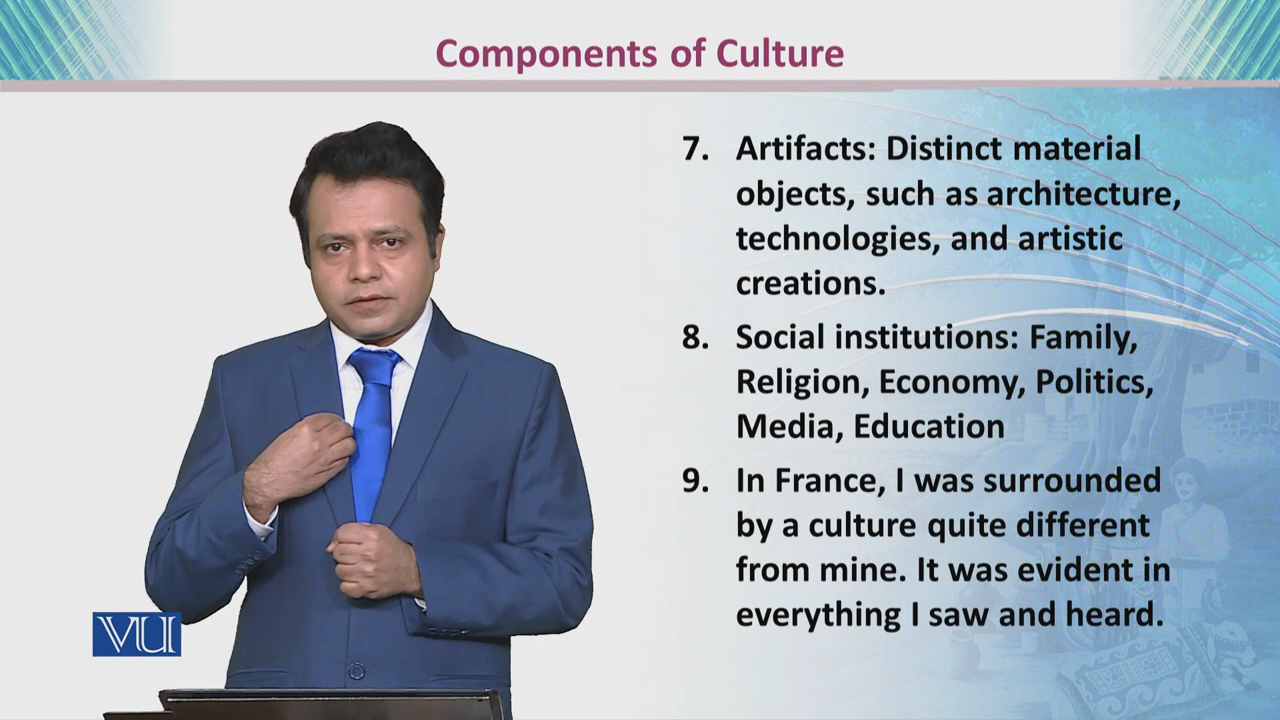 Components of Culture
7. Artifacts: Distinct material
objects, such as architecture,
technologies, and artistic
creations.
8. Social institutions: Family,
Religion, Economy, Politics,
Media, Education
9. In France, I was surrounded
by a culture quite different
from mine. It was evident in
everything I saw and heard.
VU